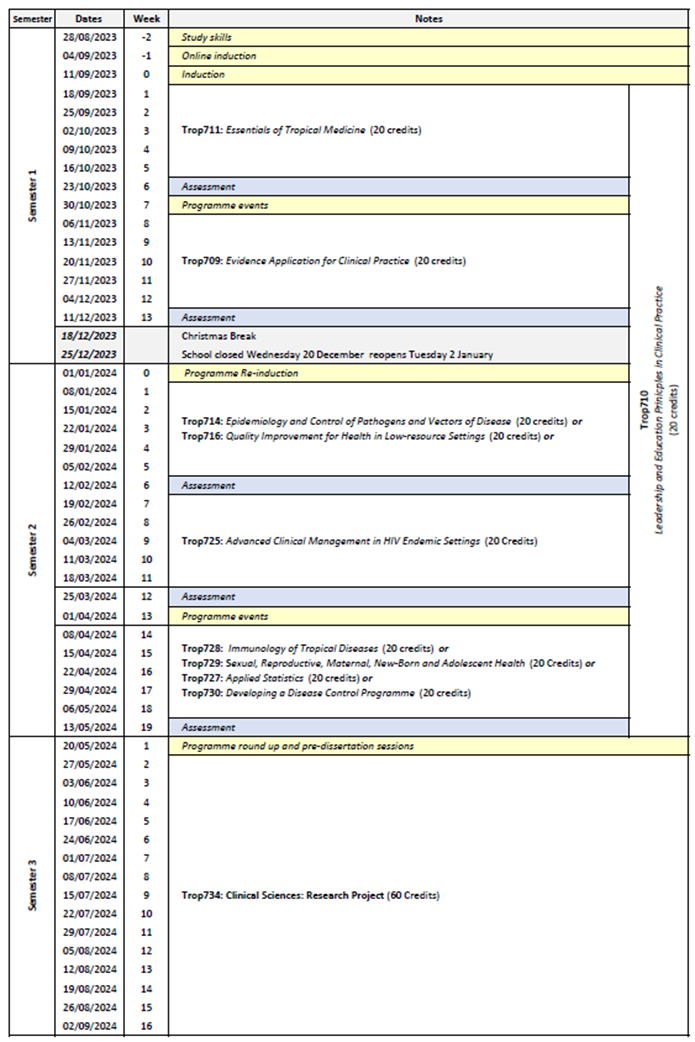 Semester Dates Week Notes
28/08/2023 -2 Study skills
04/09/2023 -1 Online induction
11/09/2023 0 Induction
18/09/2023 1
25/09/2023 2
02/10/2023 3 Trop711: Essentials of Tropical Medicine (20 credits)
09/10/2023 4
16/10/2023 5
Semester 1
23/10/2023 6 Assessment
30/10/2023 7 Programme events
06/11/2023 8
13/11/2023 9
20/11/2023 10 Trop709: Evidence Application for Clinical Practice (20 credits)
27/11/2023 11
04/12/2023 12
11/12/2023 13 Assessment
18/12/2023 Christmas Break
25/12/2023 School closed Wednesday 20 December reopens Tuesday 2 January
Trop710
Leadership and Education Prinicples in Clinical Practice
(20 credits)
01/01/2024 0 Programme Re-induction
08/01/2024 1
15/01/2024 2
Trop714: Epidemiology and Control of Pathogens and Vectors of Disease (20 credits) or
22/01/2024 3
Trop716: Quality Improvement for Health in Low-resource Settings (20 credits) or
29/01/2024 4
05/02/2024 5
12/02/2024 6 Assessment
19/02/2024 7
26/02/2024 8
Semester 2
04/03/2024 9 Trop725: Advanced Clinical Management in HIV Endemic Settings (20 Credits)
11/03/2024 10
18/03/2024 11
25/03/2024 12 Assessment
01/04/2024 13 Programme events
08/04/2024 14
Trop728: Immunology of Tropical Diseases (20 credits) or
15/04/2024 15
Trop729: Sexual, Reproductive, Maternal, New-Born and Adolescent Health (20 Credits) or
22/04/2024 16
Trop727: Applied Statistics (20 credits) or
29/04/2024 17
Trop730: Developing a Disease Control Programme (20 credits)
06/05/2024 18
13/05/2024 19 Assessment
20/05/2024 1 Programme round up and pre-dissertation sessions
27/05/2024 2
03/06/2024 3
10/06/2024 4
17/06/2024 5
24/06/2024 6
01/07/2024 7
08/07/2024 8
Semester 3
15/07/2024 9 Trop734: Clinical Sciences: Research Project (60 Credits)
22/07/2024 10
29/07/2024 11
05/08/2024 12
12/08/2024 13
19/08/2024 14
26/08/2024 15
02/09/2024 16